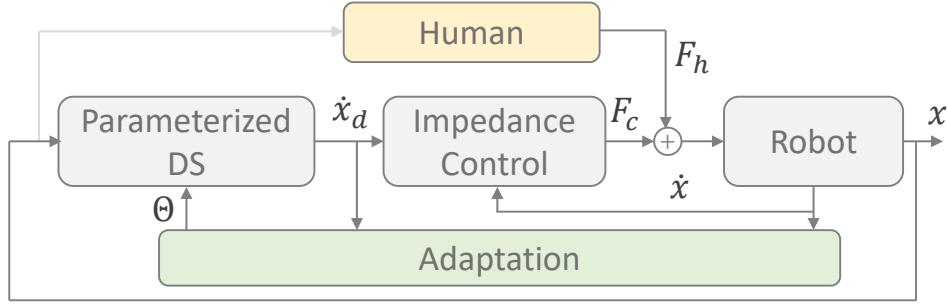 Human
F_h
Parameterized
DS
ẋ_d
Impedance
Control
F_c
+
Robot
x
ẋ
Θ
Adaptation